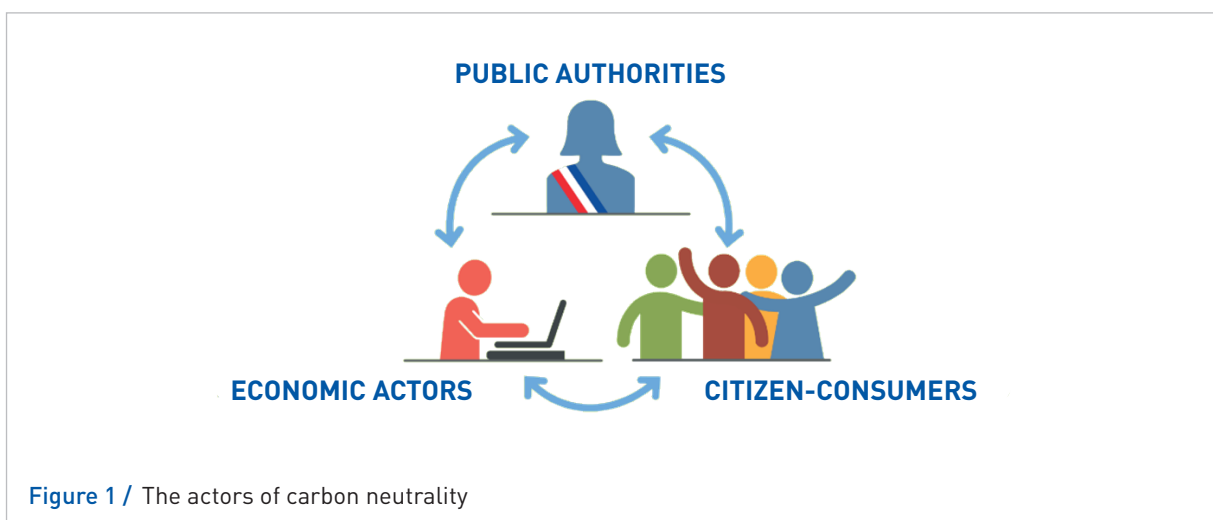 PUBLIC AUTHORITIES
ECONOMIC ACTORS
CITIZEN-CONSUMERS
Figure 1 / The actors of carbon neutrality